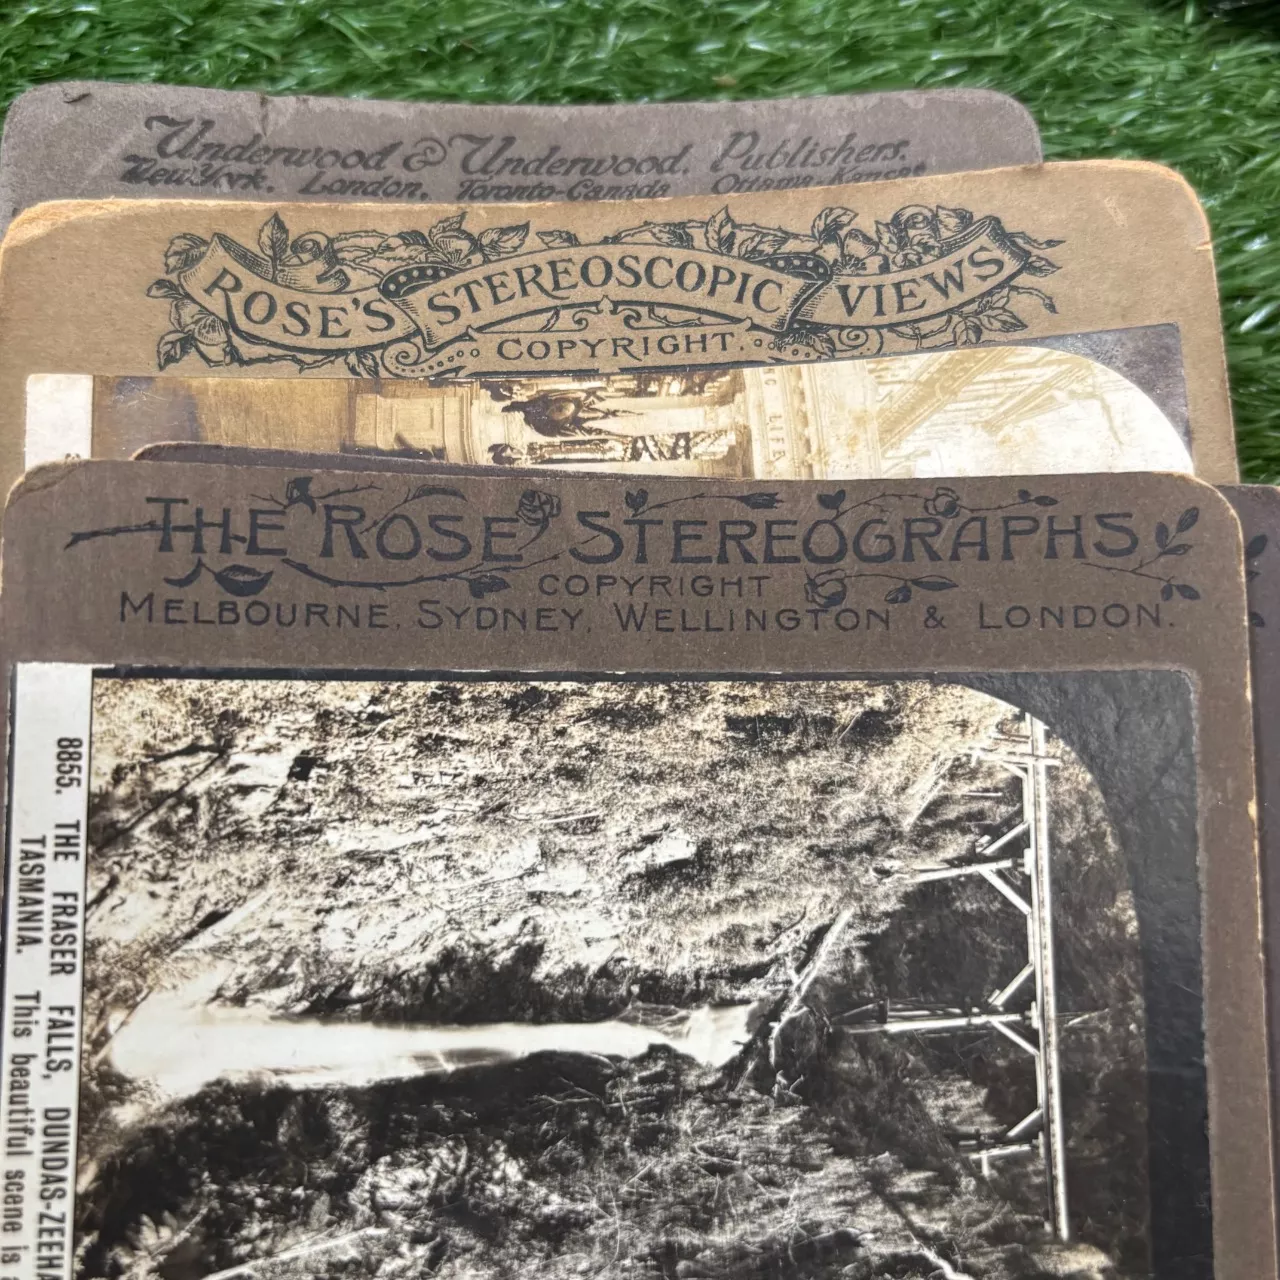 Underwood & Underwood. Publishers.
New York. London. Toronto-Canada Ottawa-Kansas
ROSE'S STEREOSCOPIC VIEWS
COPYRIGHT.
THE ROSE STEREOGRAPHS
COPYRIGHT
MELBOURNE, SYDNEY, WELLINGTON & LONDON.
8855. THE FRASER FALLS, DUNDAS-ZEEHA
TASMANIA. This beautiful scene is